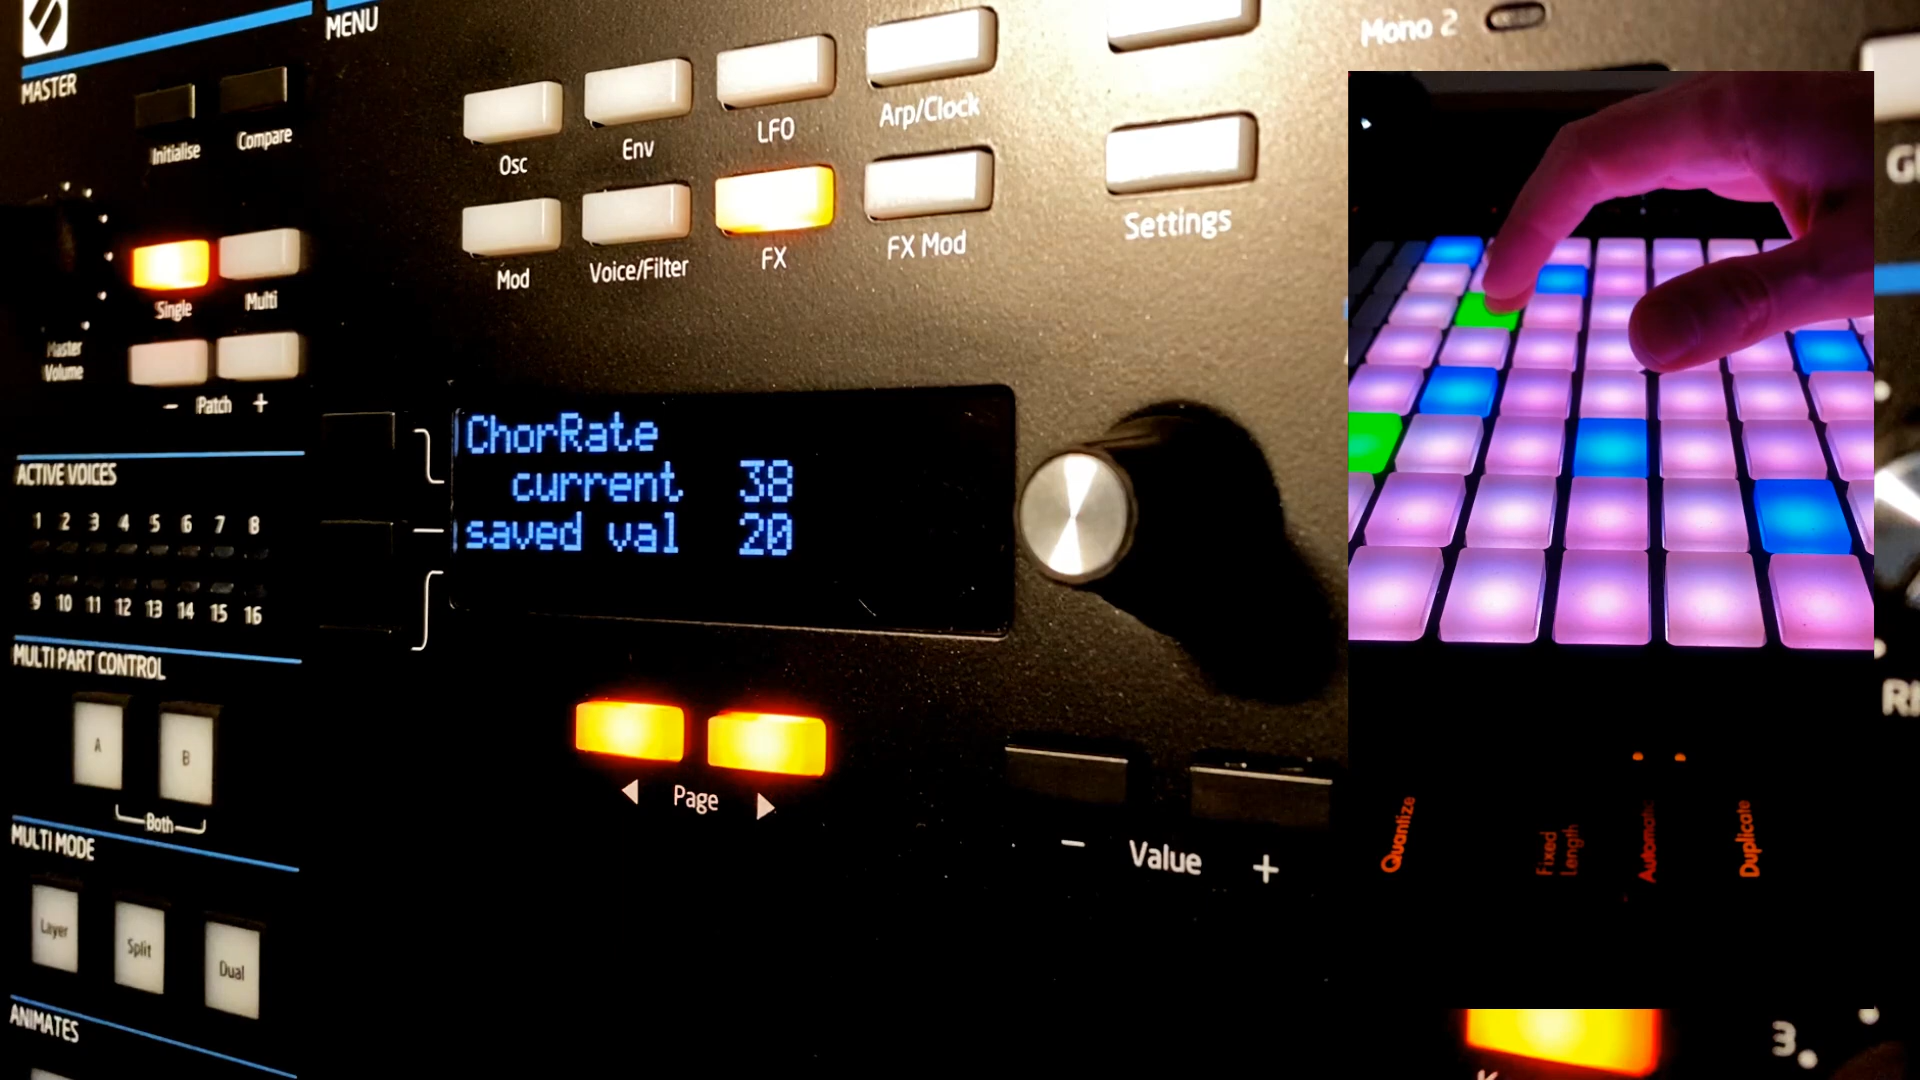 MASTER
MENU
Initialise
Compare
Osc
Env
LFO
Arp/Clock
Mono 2
Mod
Voice/Filter
FX
FX Mod
Settings
Single
Multi
Master
Volume
− Patch +
ACTIVE VOICES
1 2 3 4 5 6 7 8
9 10 11 12 13 14 15 16
ChorRate
current 38
saved val 20
MULTI PART CONTROL
A
B
Both
Page
− Value +
MULTI MODE
Layer
Split
Dual
ANIMATES
Quantize
Fixed
Length
Automate
Duplicate
3